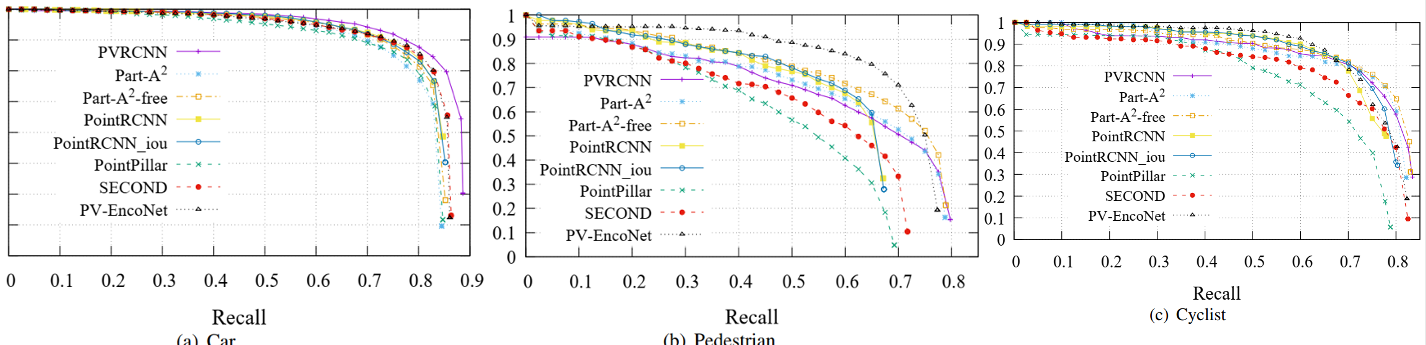 PVRCNN
Part-A²
Part-A²-free
PointRCNN
PointRCNN_iou
PointPillar
SECOND
PV-EncoNet
0 0.1 0.2 0.3 0.4 0.5 0.6 0.7 0.8 0.9
Recall
(a) Car
1
0.9
0.8
0.7
0.6
0.5
0.4
0.3
0.2
0.1
0
PVRCNN
Part-A²
Part-A²-free
PointRCNN
PointRCNN_iou
PointPillar
SECOND
PV-EncoNet
0 0.1 0.2 0.3 0.4 0.5 0.6 0.7 0.8
Recall
(b) Pedestrian
1
0.9
0.8
0.7
0.6
0.5
0.4
0.3
0.2
0.1
0
PVRCNN
Part-A²
Part-A²-free
PointRCNN
PointRCNN_iou
PointPillar
SECOND
PV-EncoNet
0 0.1 0.2 0.3 0.4 0.5 0.6 0.7 0.8
Recall
(c) Cyclist